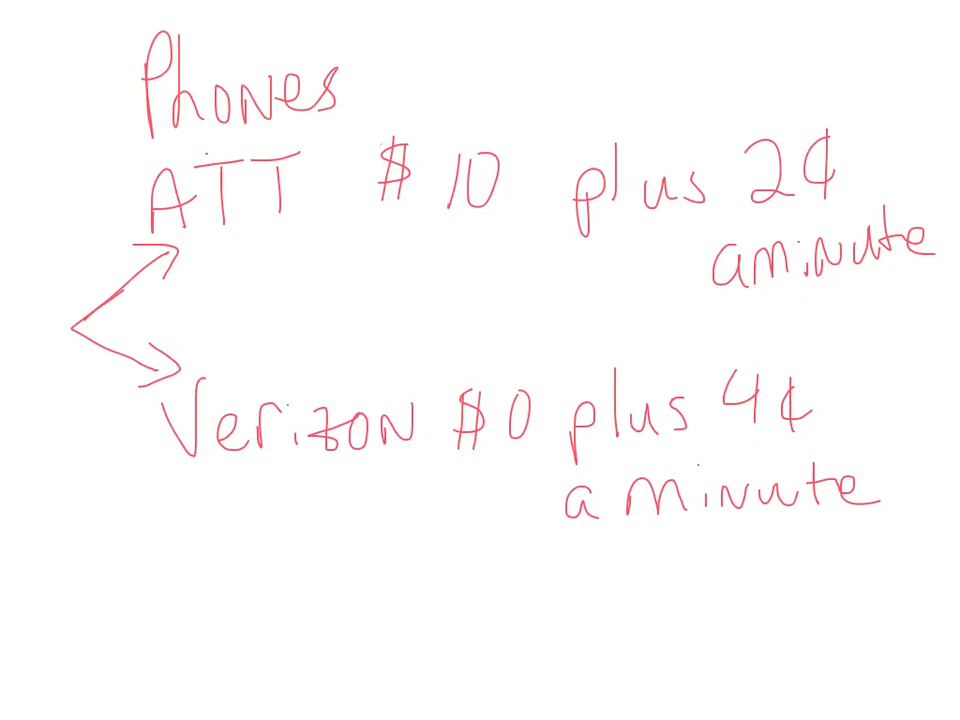 Phones
ATT $10 plus 2¢
a minute
Verizon $0 plus 4¢
a minute